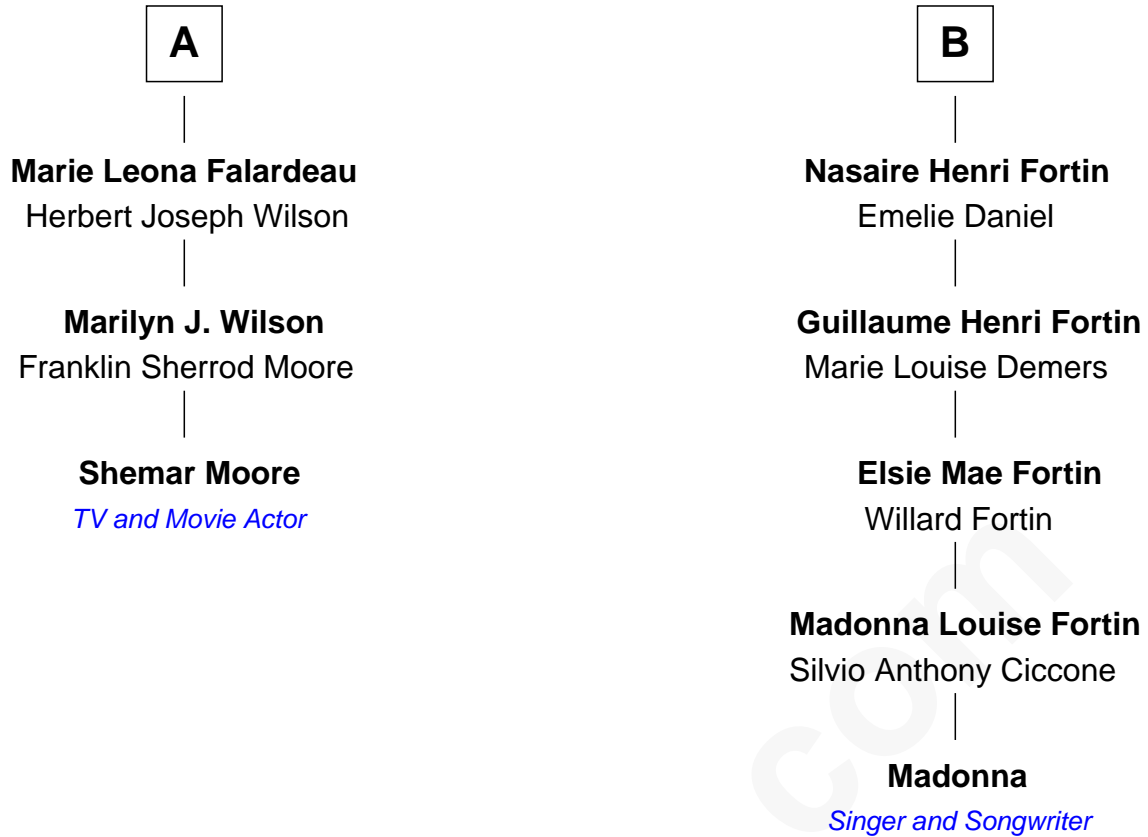 A
Marie Leona Falardeau
Herbert Joseph Wilson
Marilyn J. Wilson
Franklin Sherrod Moore
Shemar Moore
TV and Movie Actor
B
Nasaire Henri Fortin
Emelie Daniel
Guillaume Henri Fortin
Marie Louise Demers
Elsie Mae Fortin
Willard Fortin
Madonna Louise Fortin
Silvio Anthony Ciccone
Madonna
Singer and Songwriter
com